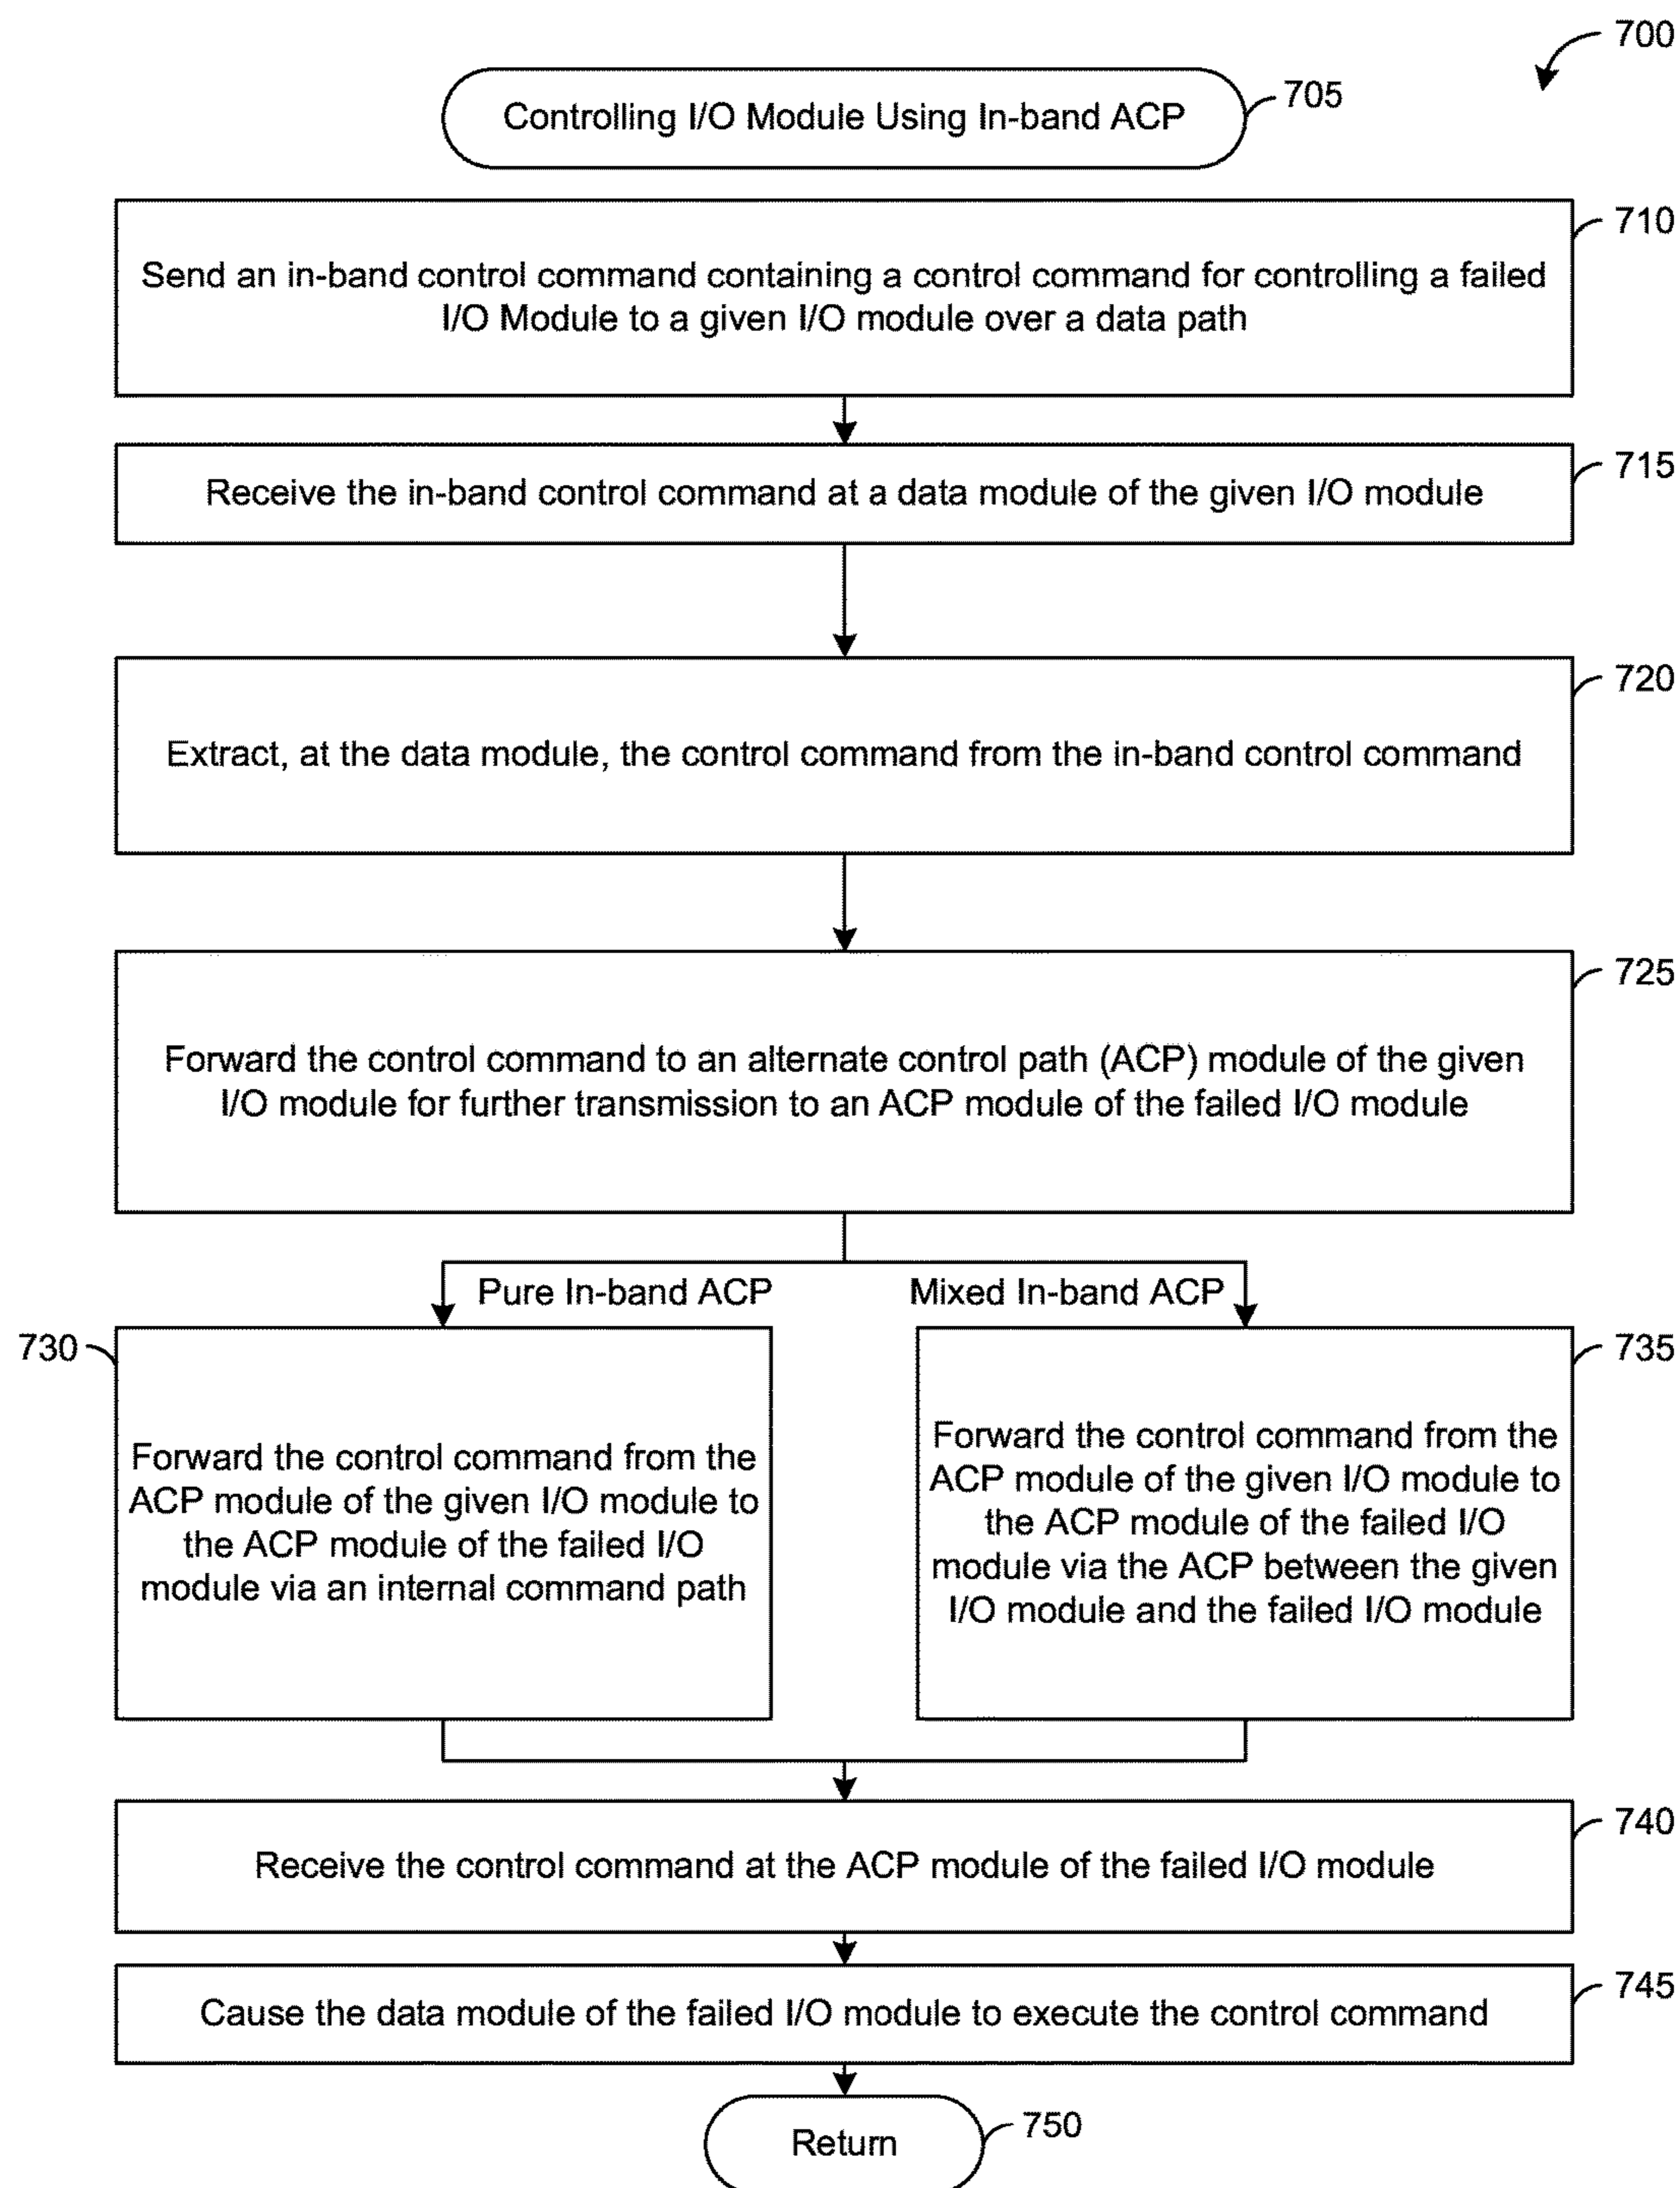 700
Controlling I/O Module Using In-band ACP
705
710
Send an in-band control command containing a control command for controlling a failed
I/O Module to a given I/O module over a data path
715
Receive the in-band control command at a data module of the given I/O module
720
Extract, at the data module, the control command from the in-band control command
725
Forward the control command to an alternate control path (ACP) module of the given
I/O module for further transmission to an ACP module of the failed I/O module
Pure In-band ACP
Mixed In-band ACP
730
Forward the control command from the
ACP module of the given I/O module to
the ACP module of the failed I/O
module via an internal command path
735
Forward the control command from the
ACP module of the given I/O module to
the ACP module of the failed I/O
module via the ACP between the given
I/O module and the failed I/O module
740
Receive the control command at the ACP module of the failed I/O module
745
Cause the data module of the failed I/O module to execute the control command
Return
750